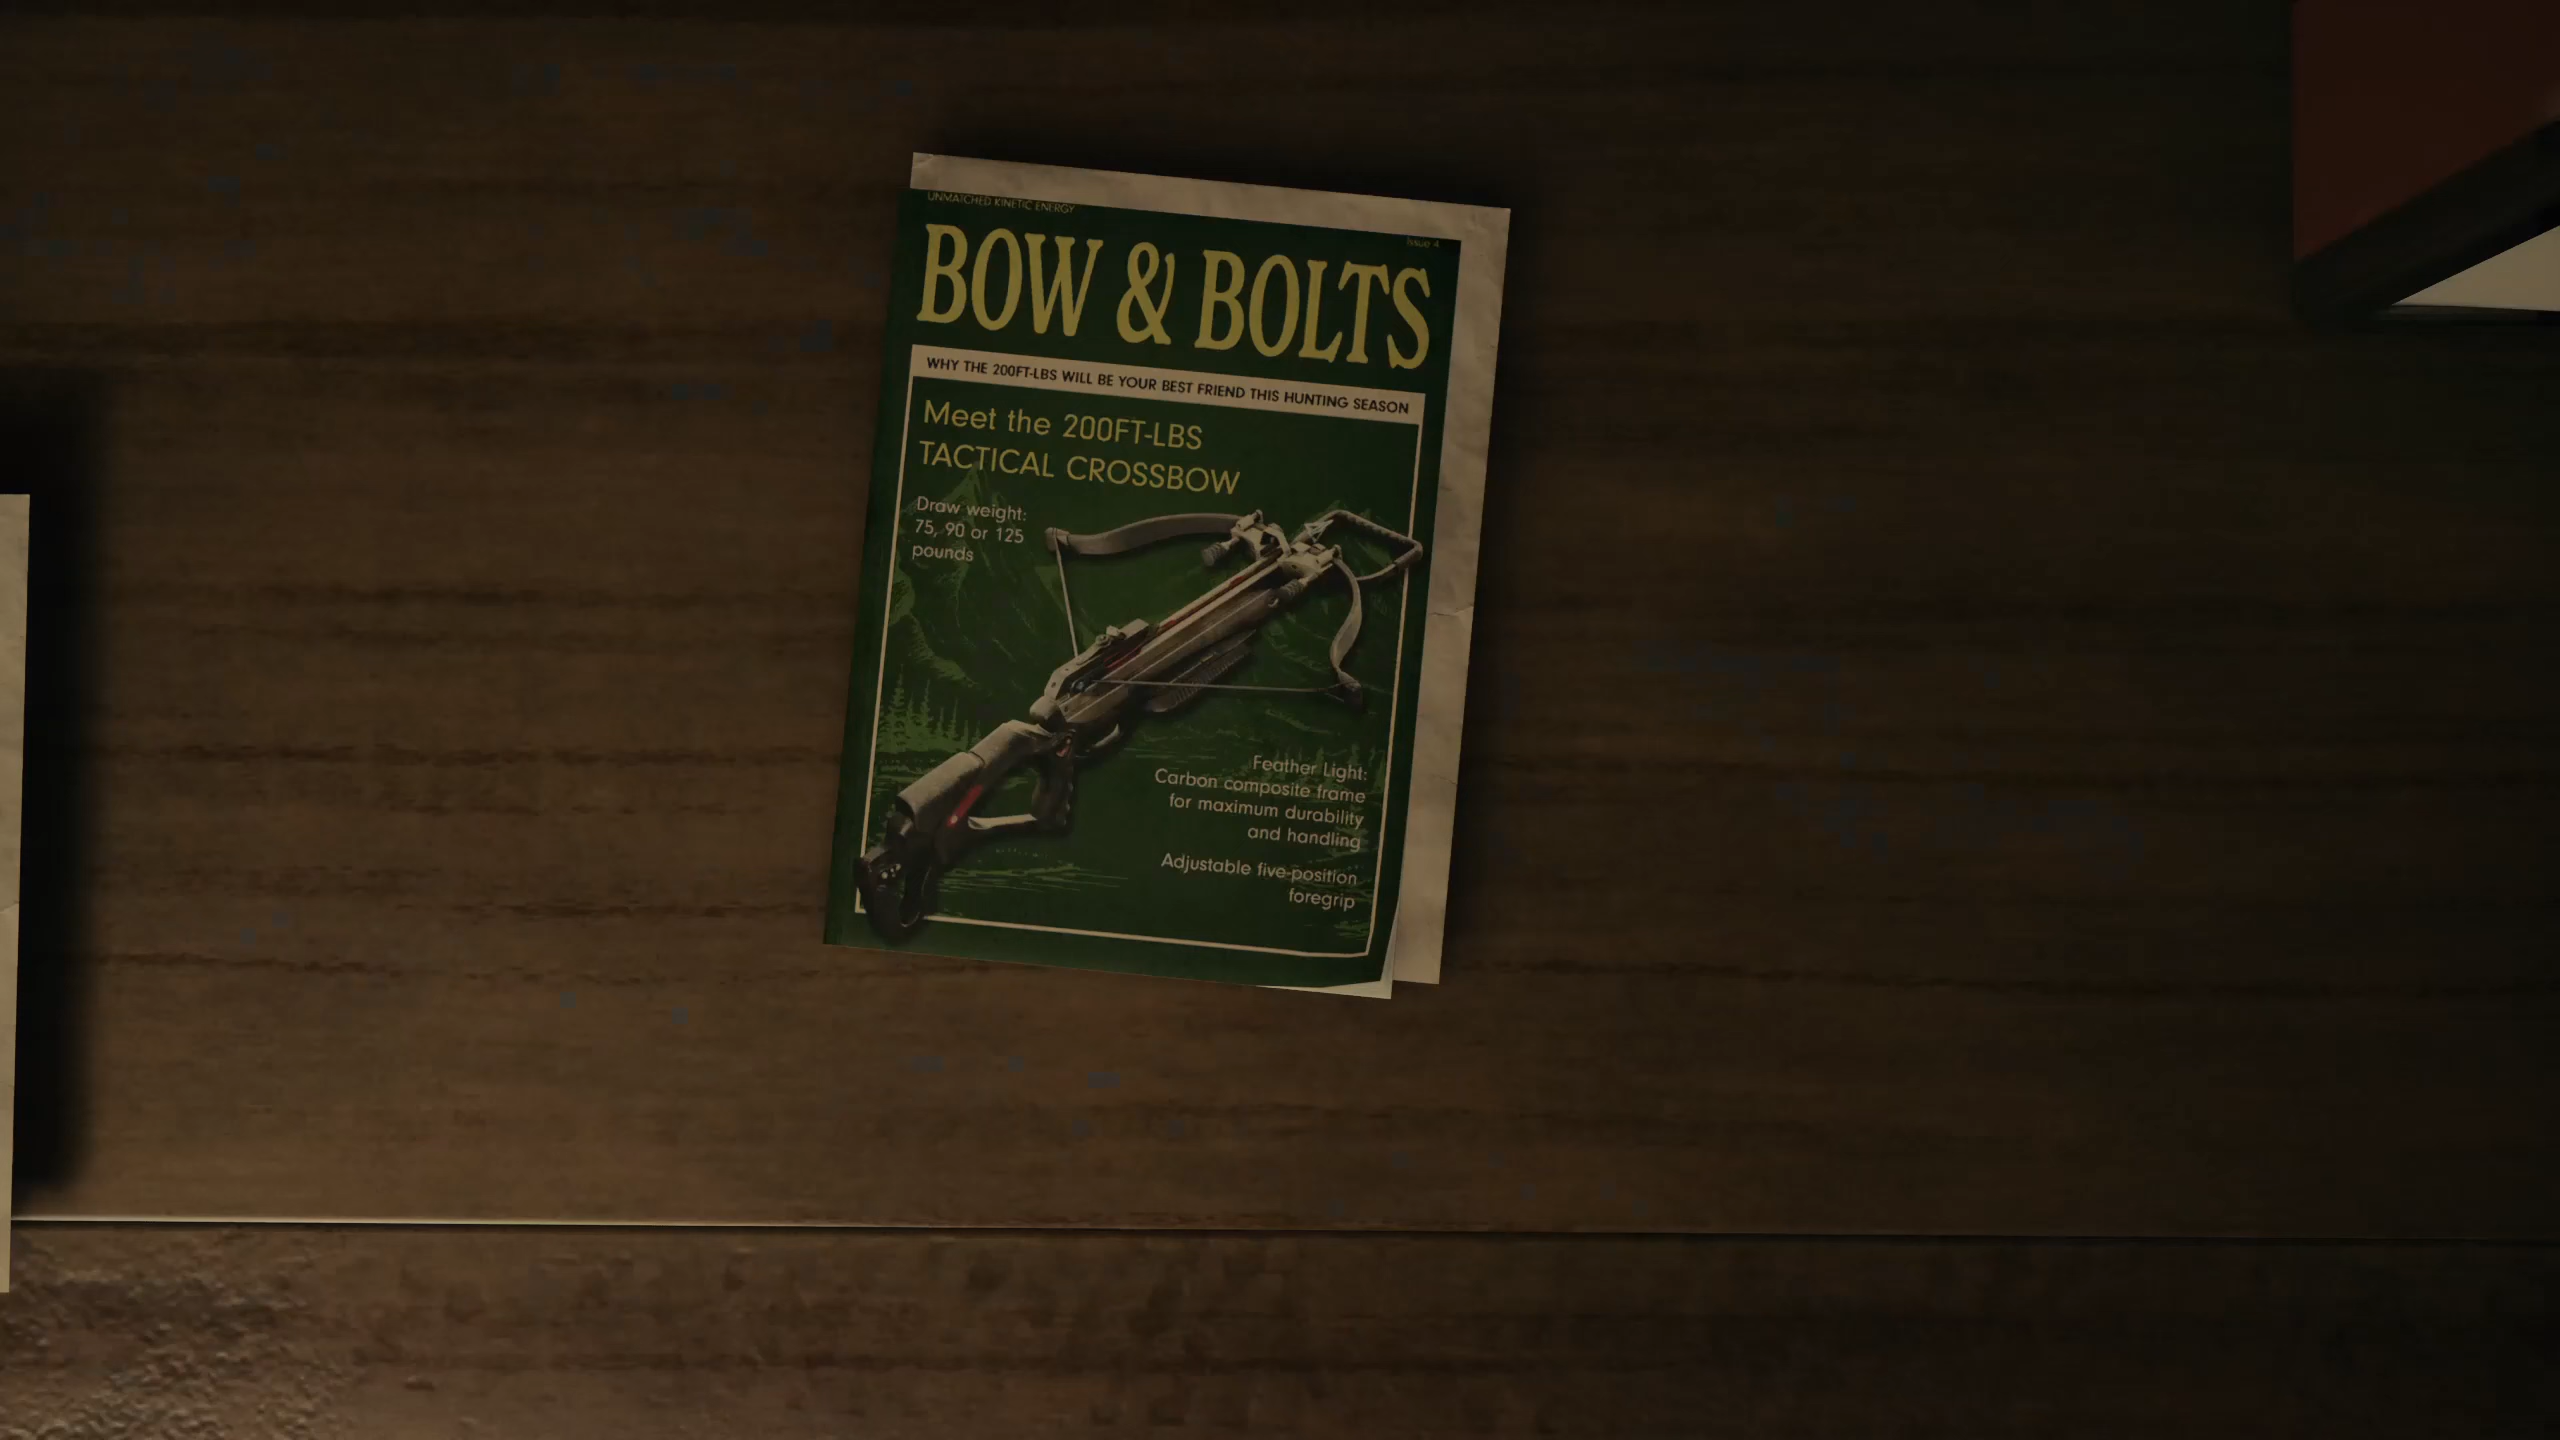 UNMATCHED KINETIC ENERGY
Issue 4
BOW & BOLTS
WHY THE 200FT-LBS WILL BE YOUR BEST FRIEND THIS HUNTING SEASON
Meet the 200FT-LBS
TACTICAL CROSSBOW
Draw weight:
75, 90 or 125
pounds
Feather Light:
Carbon composite frame
for maximum durability
and handling
Adjustable five-position
foregrip